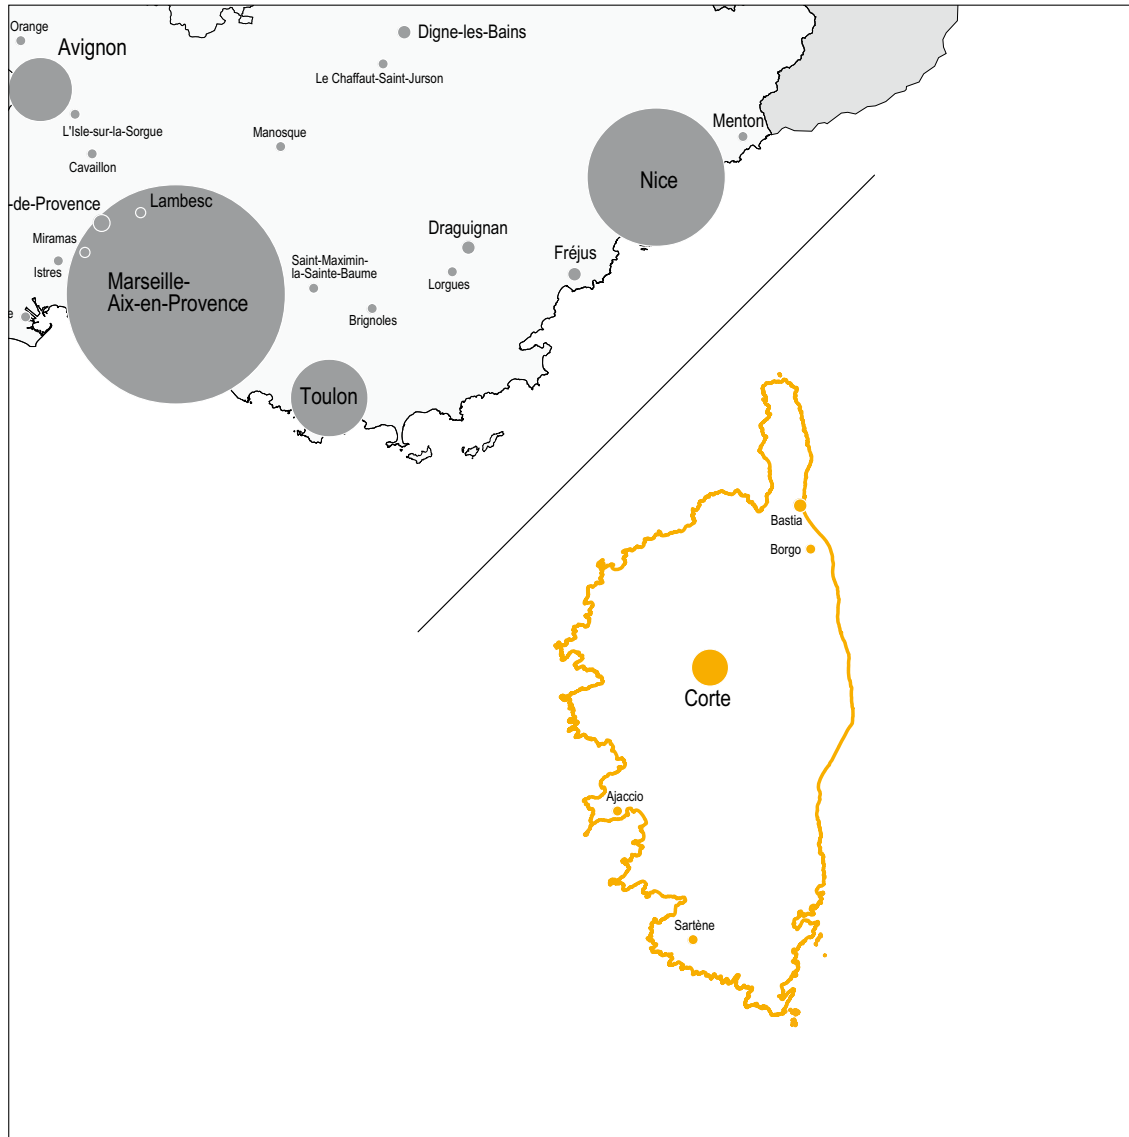 Orange
Avignon
Digne-les-Bains
Le Chaffaut-Saint-Jurson
L'Isle-sur-la-Sorgue
Manosque
Menton
Cavaillon
Nice
-de-Provence
Lambesc
Miramas
Istres
Draguignan
Fréjus
Saint-Maximin-
la-Sainte-Baume
Lorgues
Marseille-
Aix-en-Provence
e
Brignoles
Toulon
Bastia
Borgo
Corte
Ajaccio
Sartène